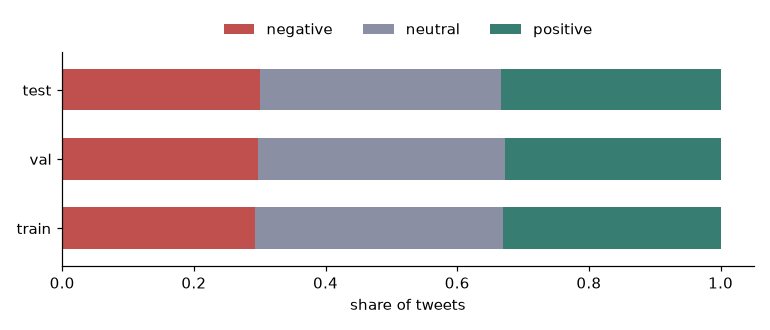 negative neutral positive
test
val
train
0.0 0.2 0.4 0.6 0.8 1.0
share of tweets